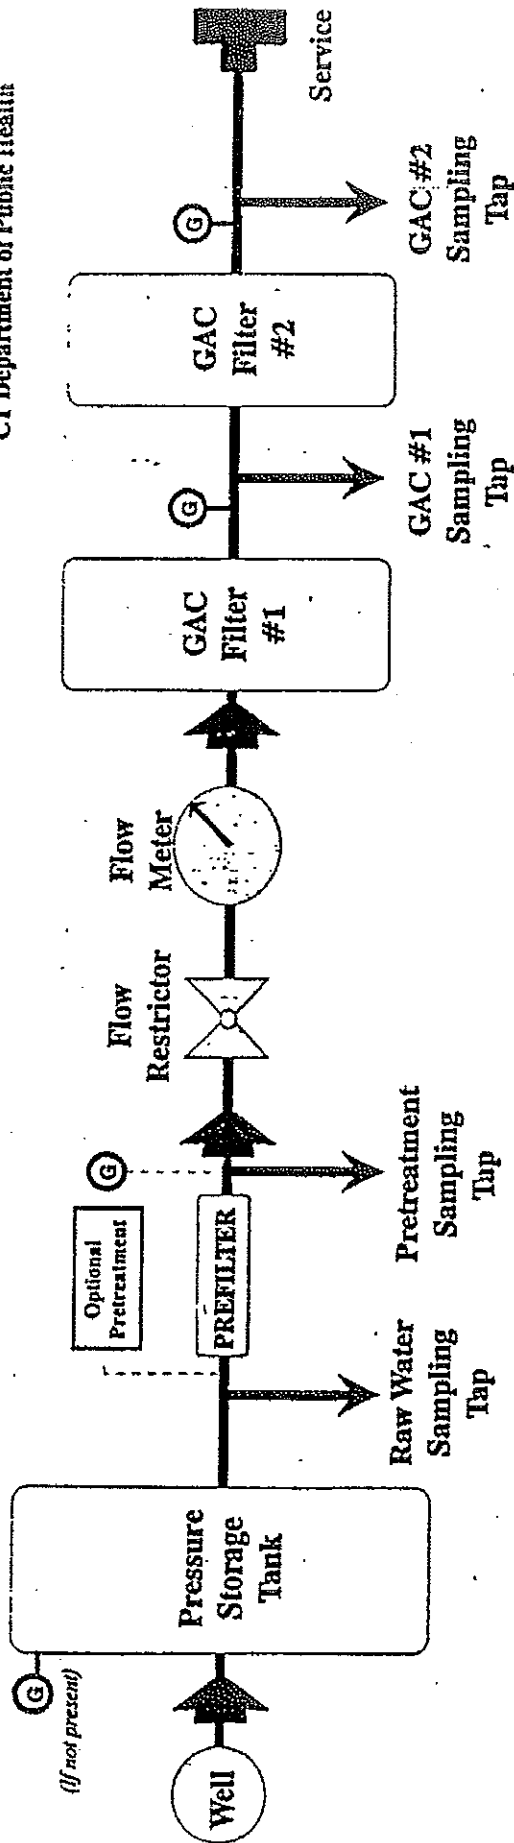 CT Department of Public Health
G
(If not present)
Well
Pressure
Storage
Tank
Raw Water
Sampling
Tap
Optional
Pretreatment
PREFILTER
G
Pretreatment
Sampling
Tap
Flow
Restrictor
Flow
Meter
GAC
Filter
#1
G
GAC #1
Sampling
Tap
GAC
Filter
#2
G
GAC #2
Sampling
Tap
Service